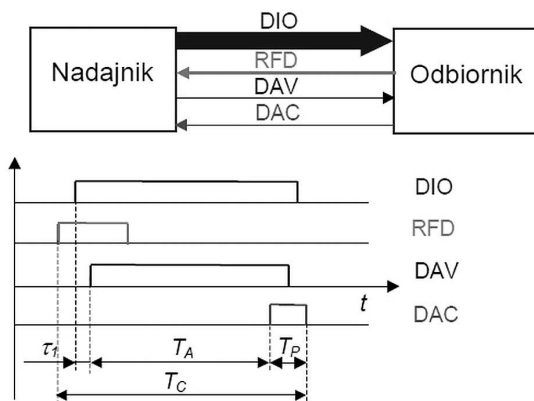 DIO
RFD
DAV
DAC
Nadajnik
Odbiornik
DIO
RFD
DAV
t
DAC
τ1 TA TP
TC